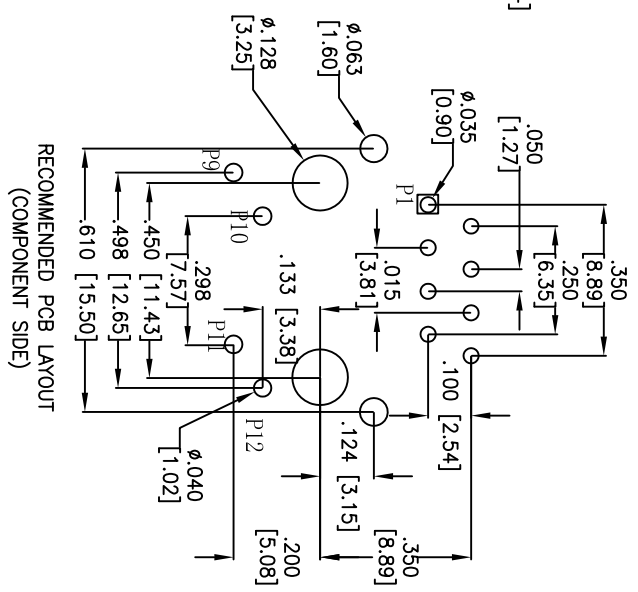 .350
[8.89]
.250
[6.35]
.050
[1.27]
ø.035
[0.90]
ø.063
[1.60]
ø.128
[3.25]
P1
.015
[3.81]
.100 [2.54]
.124 [3.15]
.133 [3.38]
.350
[8.89]
.200
[5.08]
P9
P10
P11
P12
ø.040
[1.02]
.298
[7.57]
.450 [11.43]
.498 [12.65]
.610 [15.50]
RECOMMENDED PCB LAYOUT
(COMPONENT SIDE)